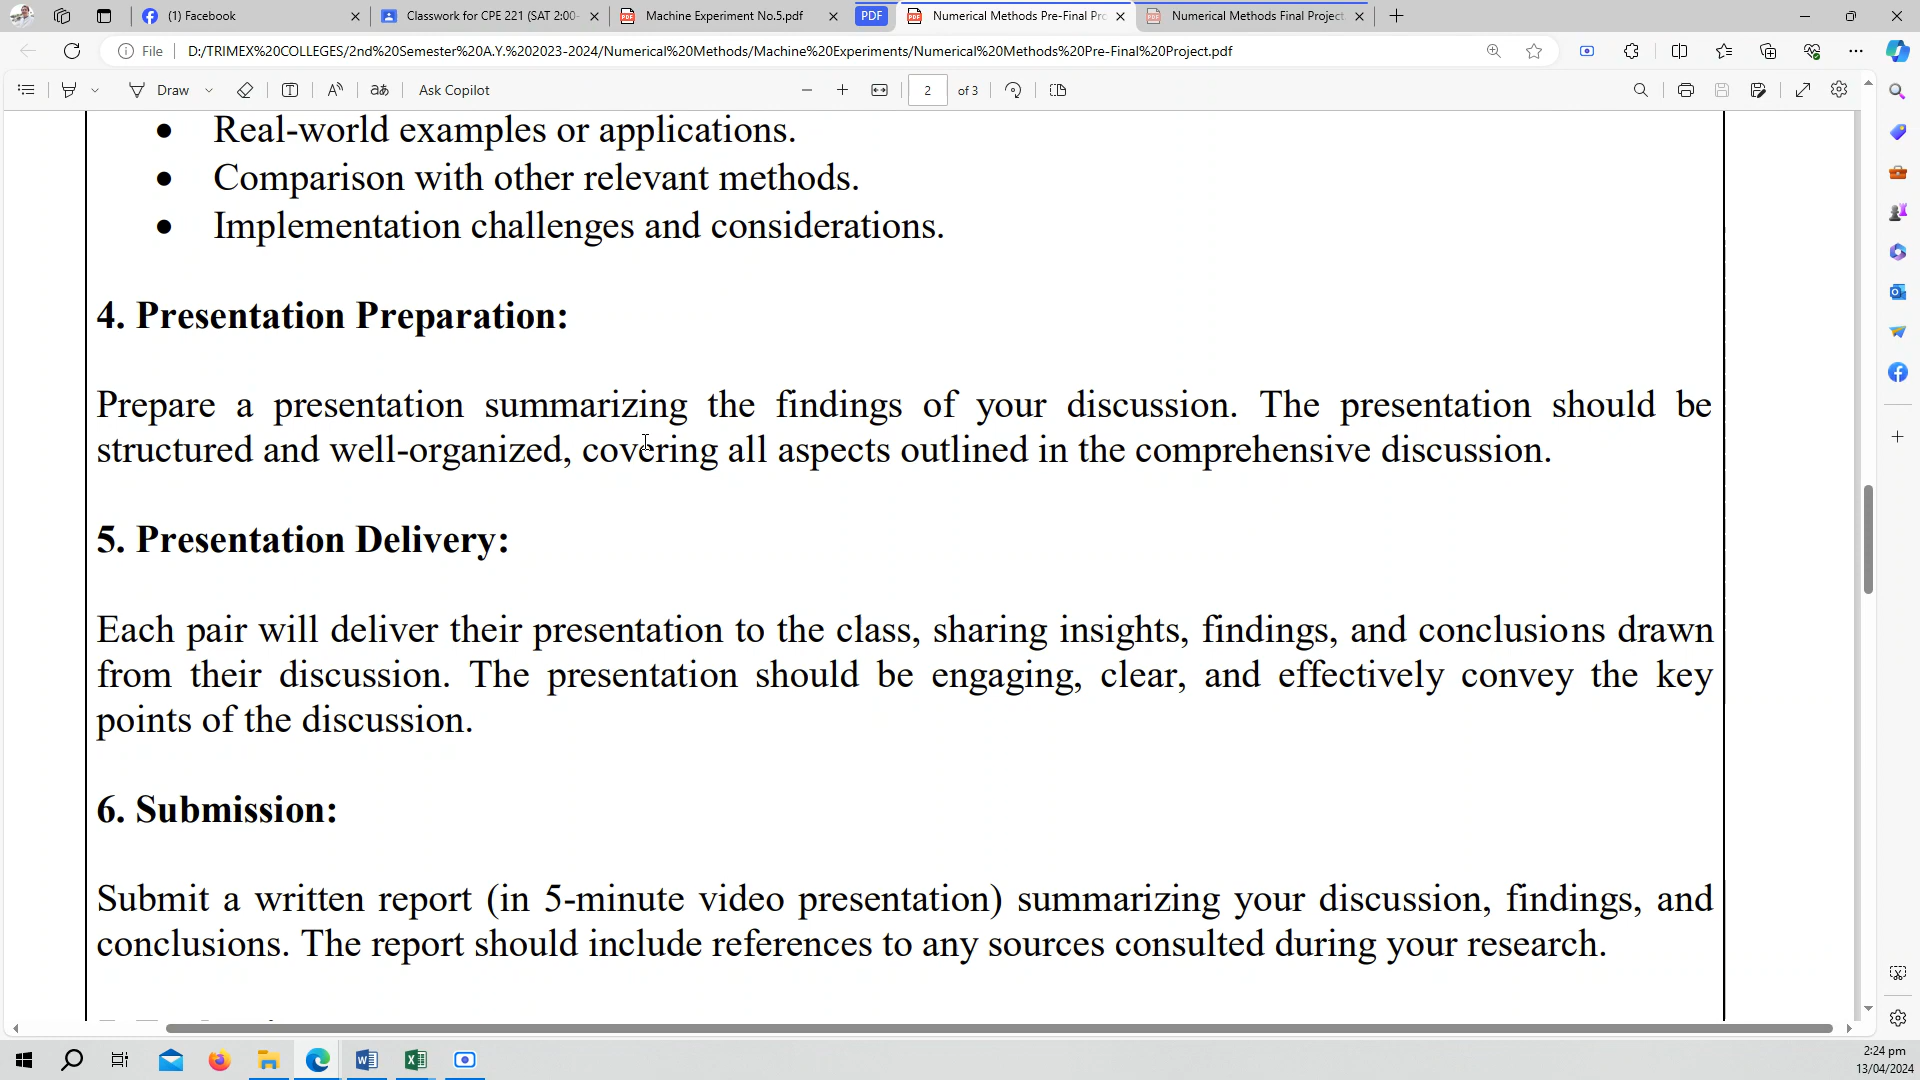 (1) Facebook
Classwork for CPE 221 (SAT 2:00-
Machine Experiment No.5.pdf
PDF
Numerical Methods Pre-Final Pro
Numerical Methods Final Project
File
D:/TRIMEX%20COLLEGES/2nd%20Semester%20A.Y.%202023-2024/Numerical%20Methods/Machine%20Experiments/Numerical%20Methods%20Pre-Final%20Project.pdf
Draw
Ask Copilot
2
of 3
• Real-world examples or applications.
• Comparison with other relevant methods.
• Implementation challenges and considerations.
4. Presentation Preparation:
Prepare a presentation summarizing the findings of your discussion. The presentation should be
structured and well-organized, covering all aspects outlined in the comprehensive discussion.
5. Presentation Delivery:
Each pair will deliver their presentation to the class, sharing insights, findings, and conclusions drawn
from their discussion. The presentation should be engaging, clear, and effectively convey the key
points of the discussion.
6. Submission:
Submit a written report (in 5-minute video presentation) summarizing your discussion, findings, and
conclusions. The report should include references to any sources consulted during your research.
2:24 pm
13/04/2024